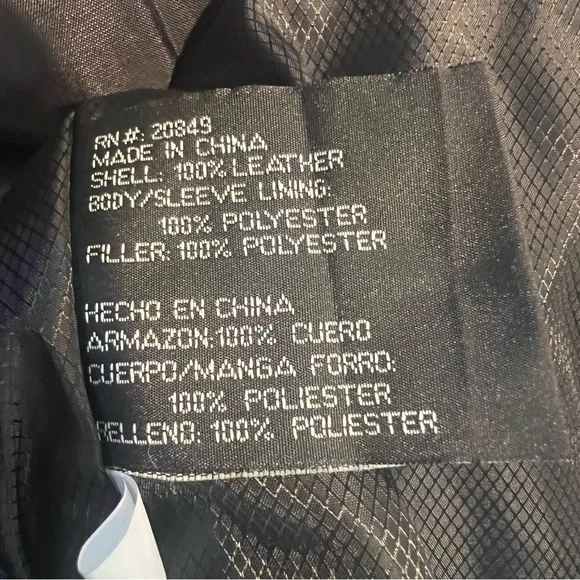 RN#: 20849
MADE IN CHINA
SHELL: 100% LEATHER
BODY/SLEEVE LINING:
100% POLYESTER
FILLER: 100% POLYESTER
HECHO EN CHINA
ARMAZON:100% CUERO
CUERPO/MANGA FORRO:
100% POLIESTER
RELLENO: 100% POLIESTER